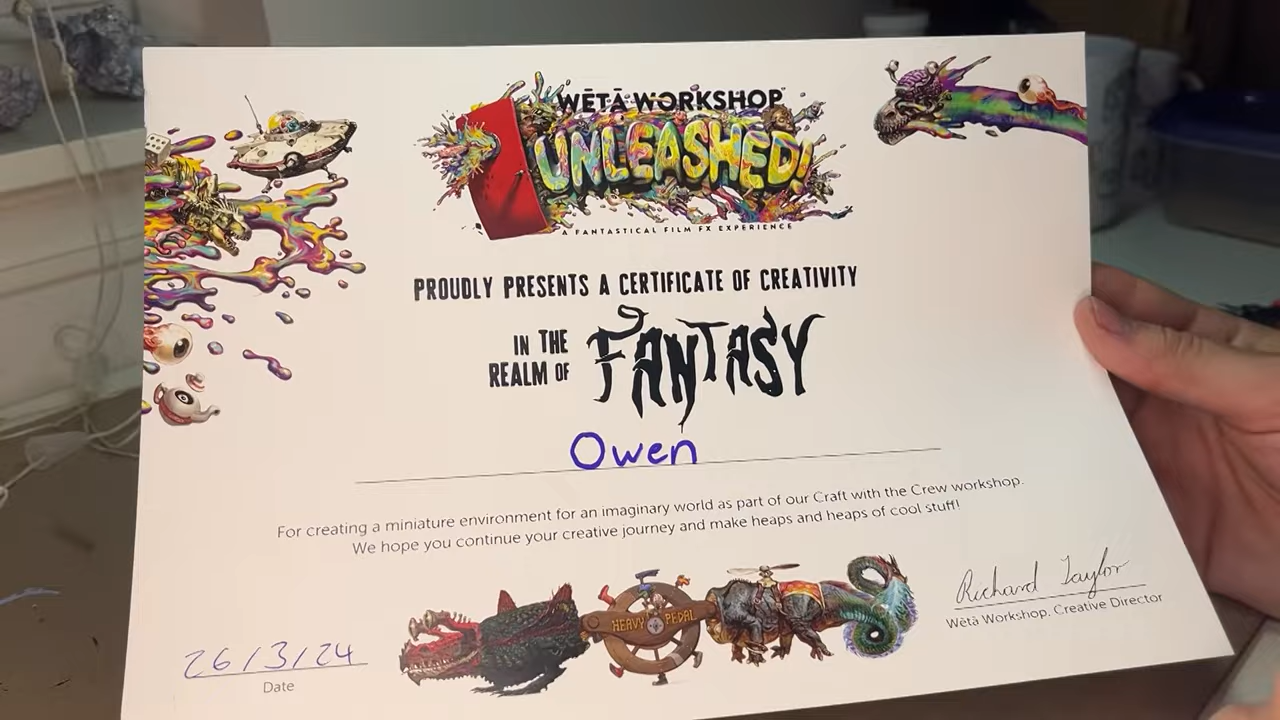 WĒTĀ WORKSHOP
UNLEASHED!
A FANTASTICAL FILM FX EXPERIENCE
PROUDLY PRESENTS A CERTIFICATE OF CREATIVITY
IN THE
REALM OF FANTASY
Owen
For creating a miniature environment for an imaginary world as part of our Craft with the Crew workshop.
We hope you continue your creative journey and make heaps and heaps of cool stuff!
HEAVY PEDAL
Richard Taylor
Wētā Workshop, Creative Director
26/3/24
Date